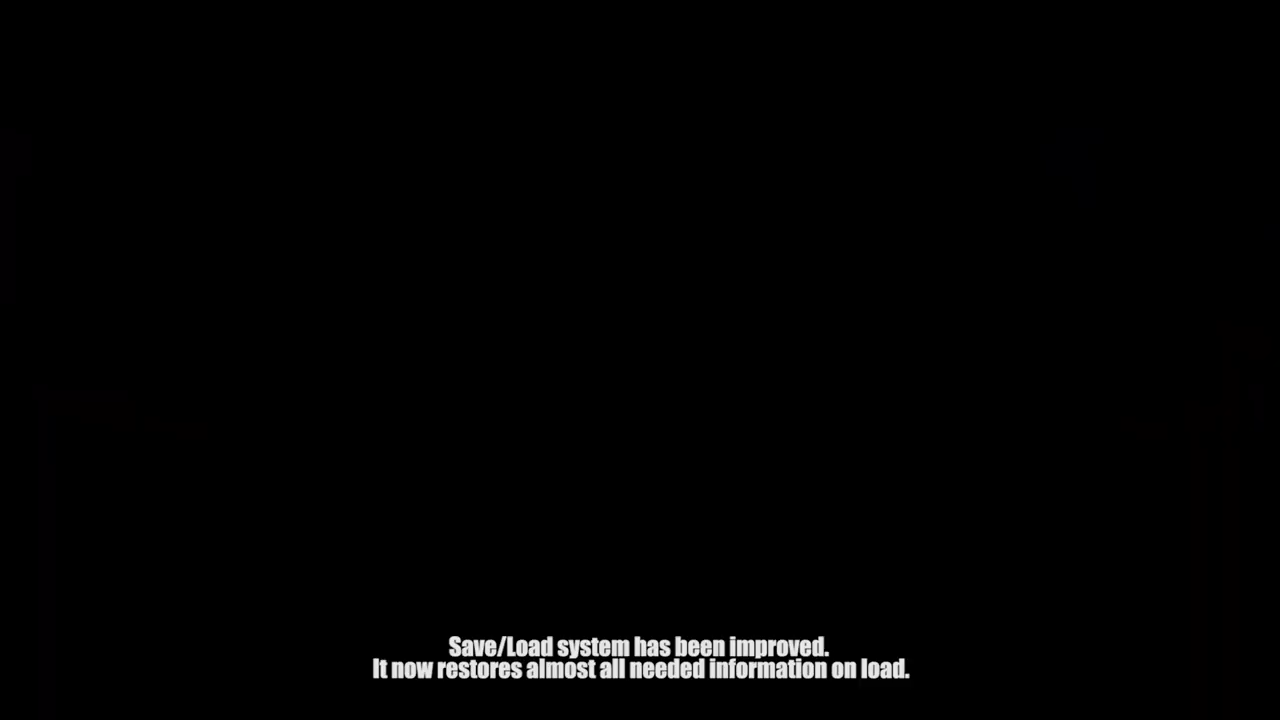 Save/Load system has been improved.
It now restores almost all needed information on load.